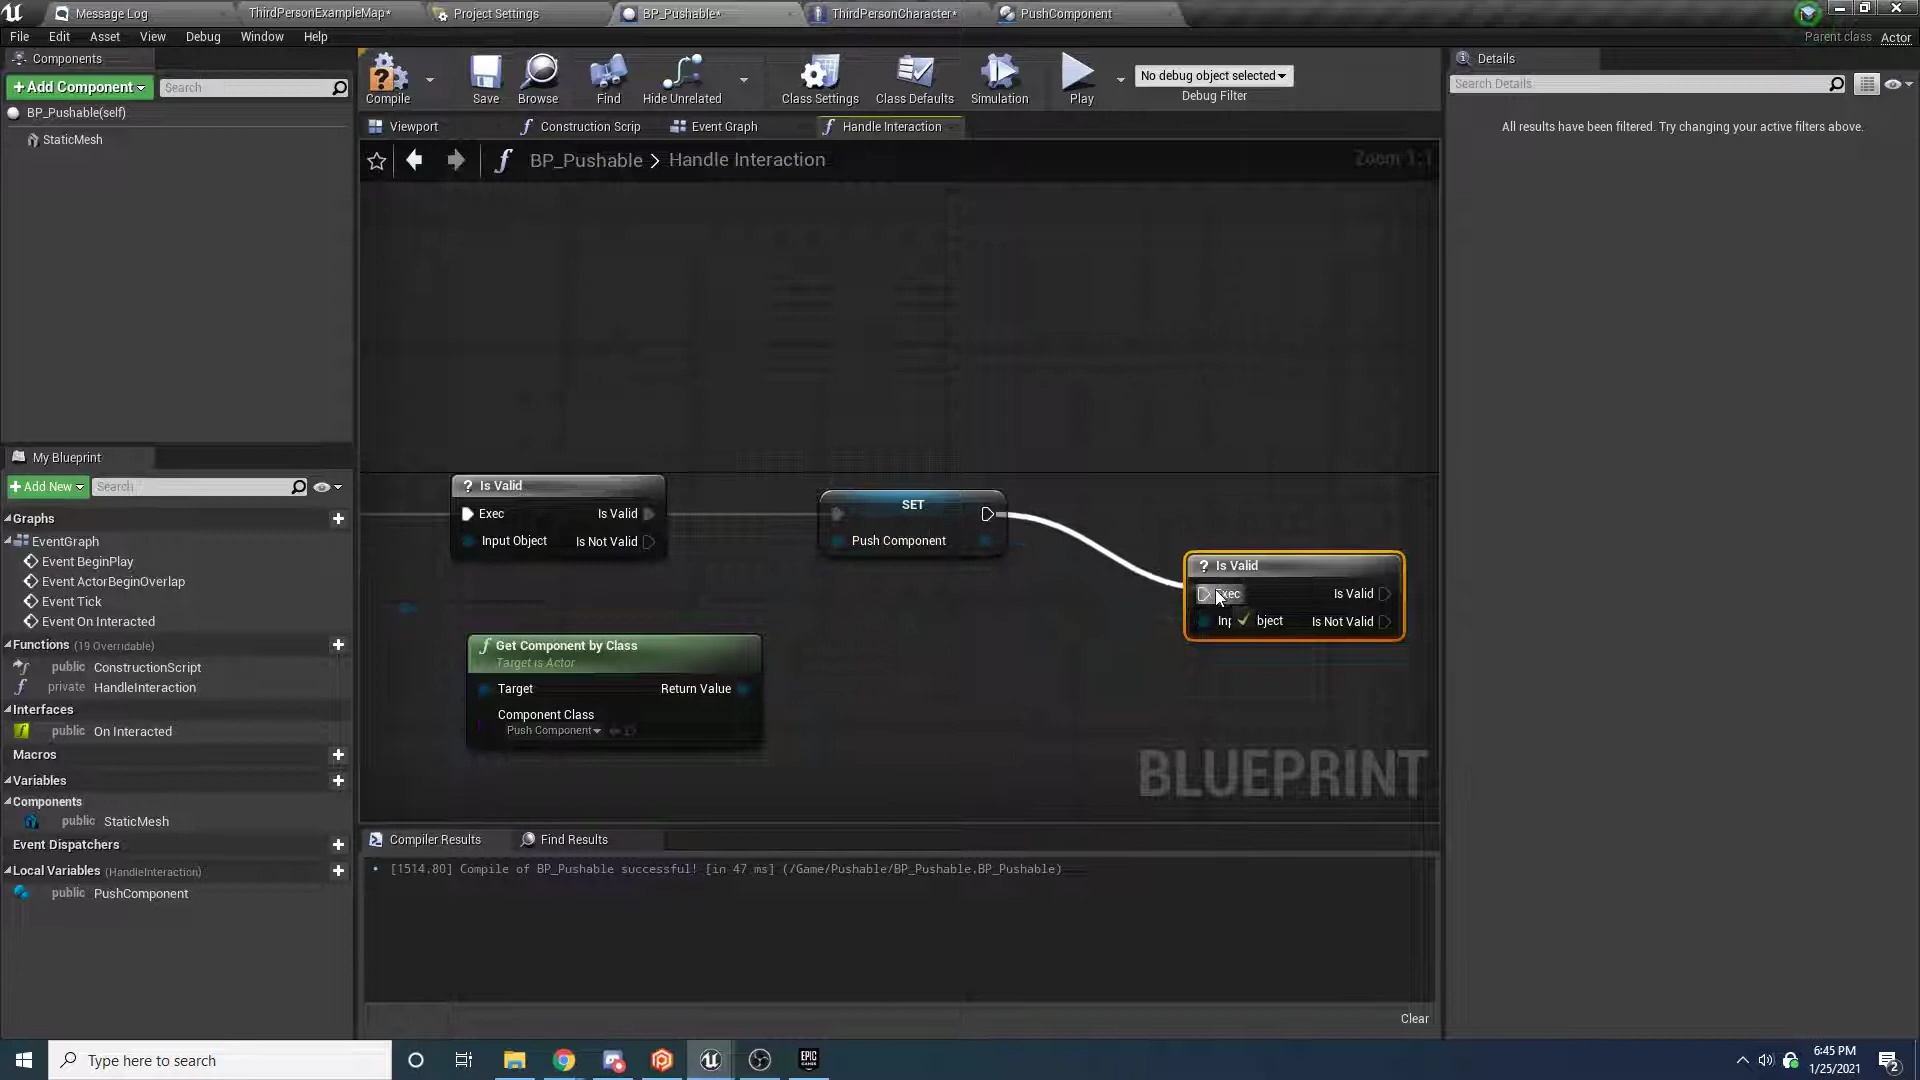 Message Log
ThirdPersonExampleMap*
Project Settings
BP_Pushable*
ThirdPersonCharacter*
PushComponent
File Edit Asset View Debug Window Help
Parent class: Actor
Components
+Add Component
Search
BP_Pushable(self)
StaticMesh
Compile
Save
Browse
Find
Hide Unrelated
Class Settings
Class Defaults
Simulation
Play
No debug object selected
Debug Filter
Viewport
Construction Scrip
Event Graph
Handle Interaction
BP_Pushable > Handle Interaction
Zoom 1:1
Details
Search Details
All results have been filtered. Try changing your active filters above.
My Blueprint
+Add New
Search
Graphs
EventGraph
Event BeginPlay
Event ActorBeginOverlap
Event Tick
Event On Interacted
Functions (19 Overridable)
public ConstructionScript
private HandleInteraction
Interfaces
public On Interacted
Macros
Variables
Components
public StaticMesh
Event Dispatchers
Local Variables (HandleInteraction)
public PushComponent
? Is Valid
Exec Is Valid
Input Object Is Not Valid
SET
Push Component
? Is Valid
Is Valid
Is Not Valid
Get Component by Class
Target is Actor
Target Return Value
Component Class
Push Component
BLUEPRINT
Compiler Results
Find Results
[1514.80] Compile of BP_Pushable successful! [in 47 ms] (/Game/Pushable/BP_Pushable.BP_Pushable)
Clear
Type here to search
EPIC
GAMES
6:45 PM
1/25/2021
2